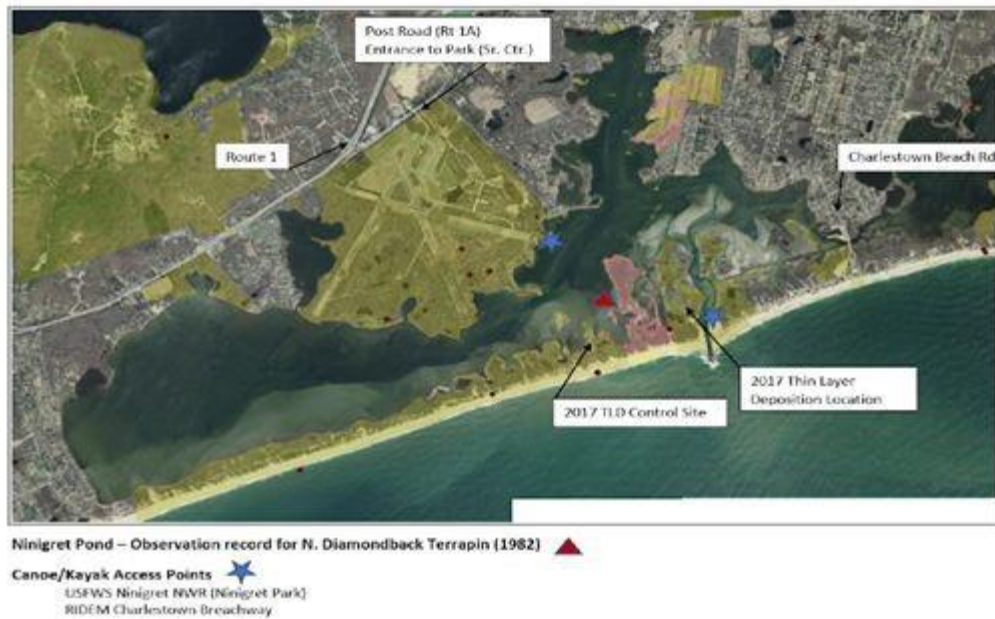 Post Road (Rt 1A)
Entrance to Park (Sr. Ctr.)
Route 1
Charlestown Beach Rd
2017 Thin Layer
Deposition Location
2017 TLD Control Site
Ninigret Pond – Observation record for N. Diamondback Terrapin (1982)
Canoe/Kayak Access Points
USFWS Ninigret NWR (Ninigret Park)
RIDEM Charlestown Breachway